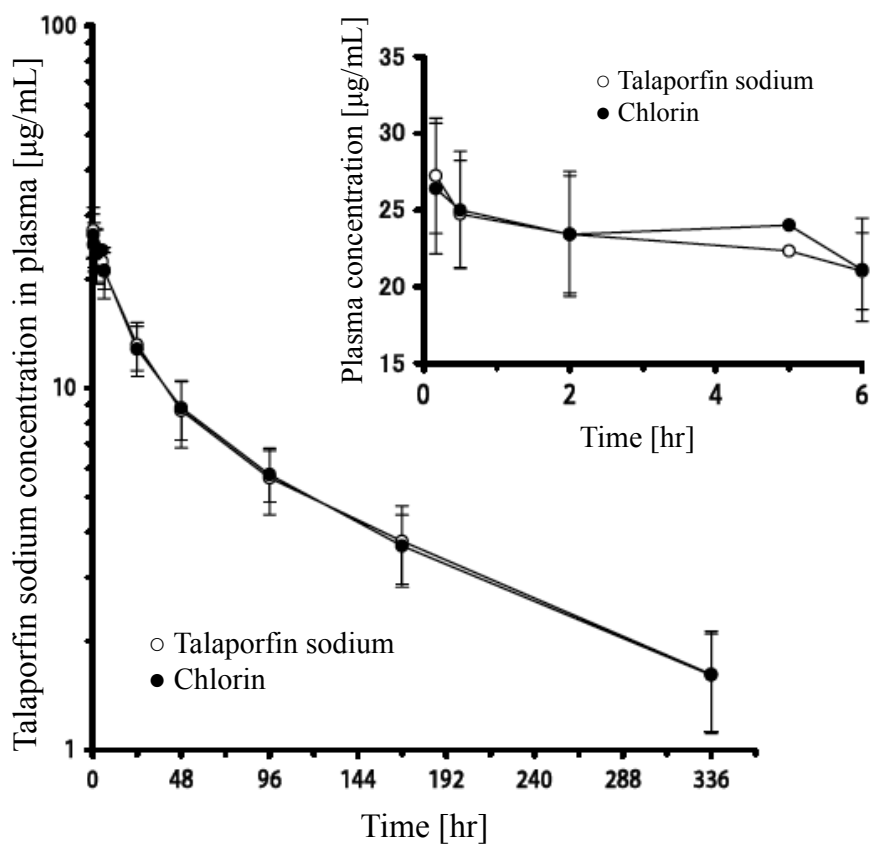 Talaporfin sodium concentration in plasma [µg/mL]
100
10
1
0 48 96 144 192 240 288 336
Time [hr]
Talaporfin sodium
Chlorin
Plasma concentration [µg/mL]
35
30
25
20
15
0 2 4 6
Time [hr]
Talaporfin sodium
Chlorin